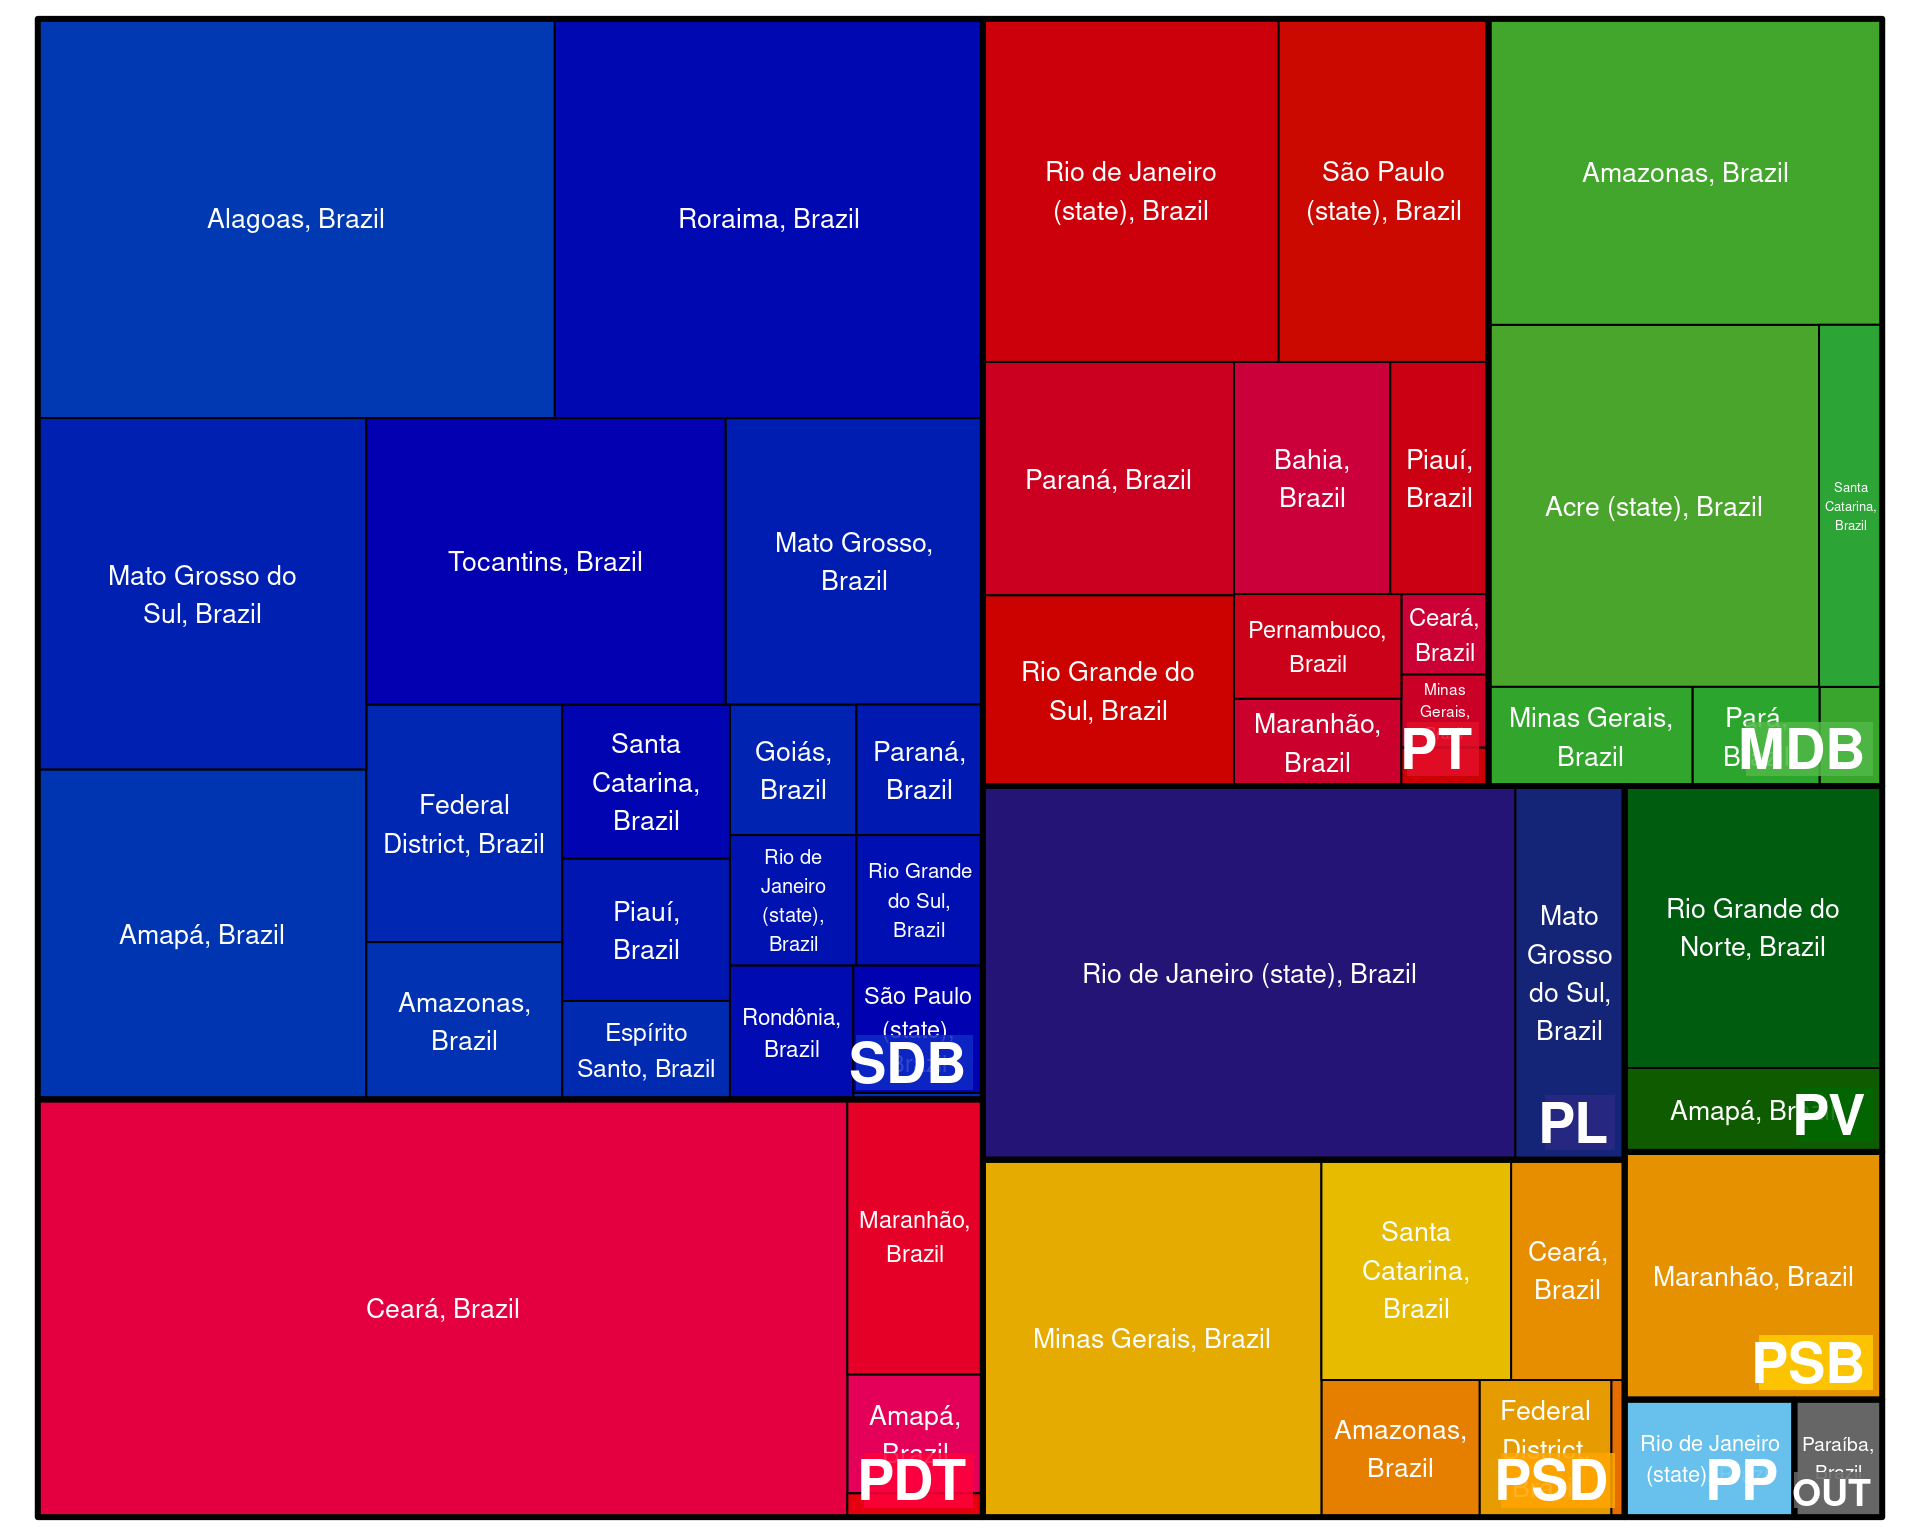 Alagoas, Brazil
Roraima, Brazil
Mato Grosso do
Sul, Brazil
Tocantins, Brazil
Mato Grosso,
Brazil
Amapá, Brazil
Federal
District, Brazil
Amazonas,
Brazil
Santa
Catarina,
Brazil
Piauí,
Brazil
Espírito
Santo, Brazil
Goiás,
Brazil
Paraná,
Brazil
Rio de
Janeiro
(state),
Brazil
Rio Grande
do Sul,
Brazil
Rondônia,
Brazil
São Paulo
(state),
SDB
Ceará, Brazil
Maranhão,
Brazil
Amapá,
Brazil
PDT
Rio de Janeiro
(state), Brazil
São Paulo
(state), Brazil
Paraná, Brazil
Bahia,
Brazil
Piauí,
Brazil
Rio Grande do
Sul, Brazil
Pernambuco,
Brazil
Maranhão,
Brazil
Ceará,
Brazil
Minas
Gerais,
PT
Amazonas, Brazil
Acre (state), Brazil
Santa
Catarina,
Brazil
Minas Gerais,
Brazil
Pará,
MDB
Rio de Janeiro (state), Brazil
Mato
Grosso
do Sul,
Brazil
PL
Rio Grande do
Norte, Brazil
Amapá,
PV
Minas Gerais, Brazil
Santa
Catarina,
Brazil
Ceará,
Brazil
Amazonas,
Brazil
Federal
District,
PSD
Maranhão, Brazil
PSB
Rio de Janeiro
(state)
PP
Paraíba,
Brazil
OUT